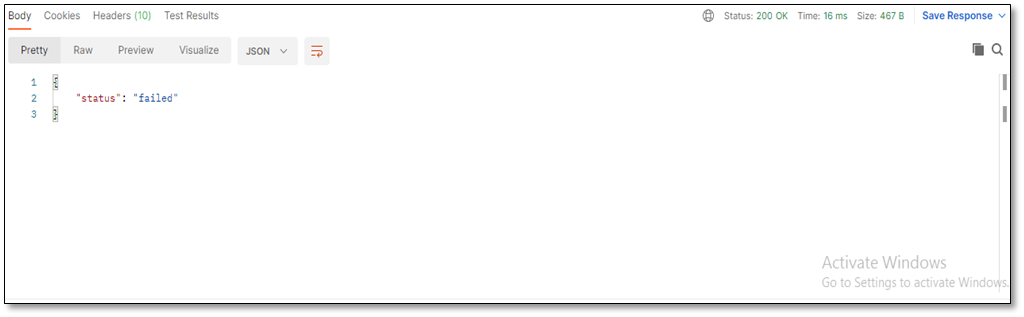 Body Cookies Headers (10) Test Results Status: 200 OK Time: 16 ms Size: 467 B Save Response
Pretty Raw Preview Visualize JSON
1 {
2 "status": "failed"
3 }
Activate Windows
Go to Settings to activate Windows.